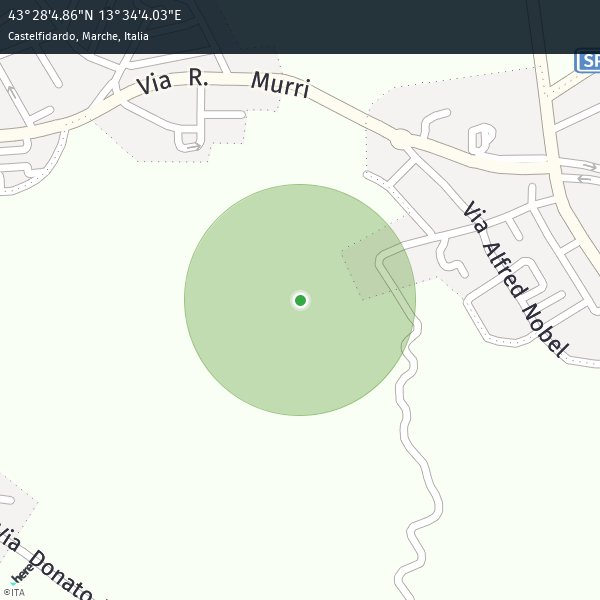 43°28'4.86"N 13°34'4.03"E
Castelfidardo, Marche, Italia
Via R. Murri
SP
Via Alfred Nobel
Via Donato
here
©ITA